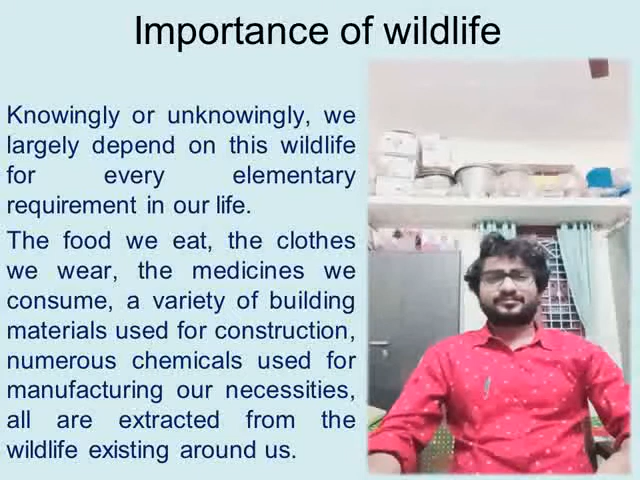 Importance of wildlife
Knowingly or unknowingly, we
largely depend on this wildlife
for every elementary
requirement in our life.
The food we eat, the clothes
we wear, the medicines we
consume, a variety of building
materials used for construction,
numerous chemicals used for
manufacturing our necessities,
all are extracted from the
wildlife existing around us.